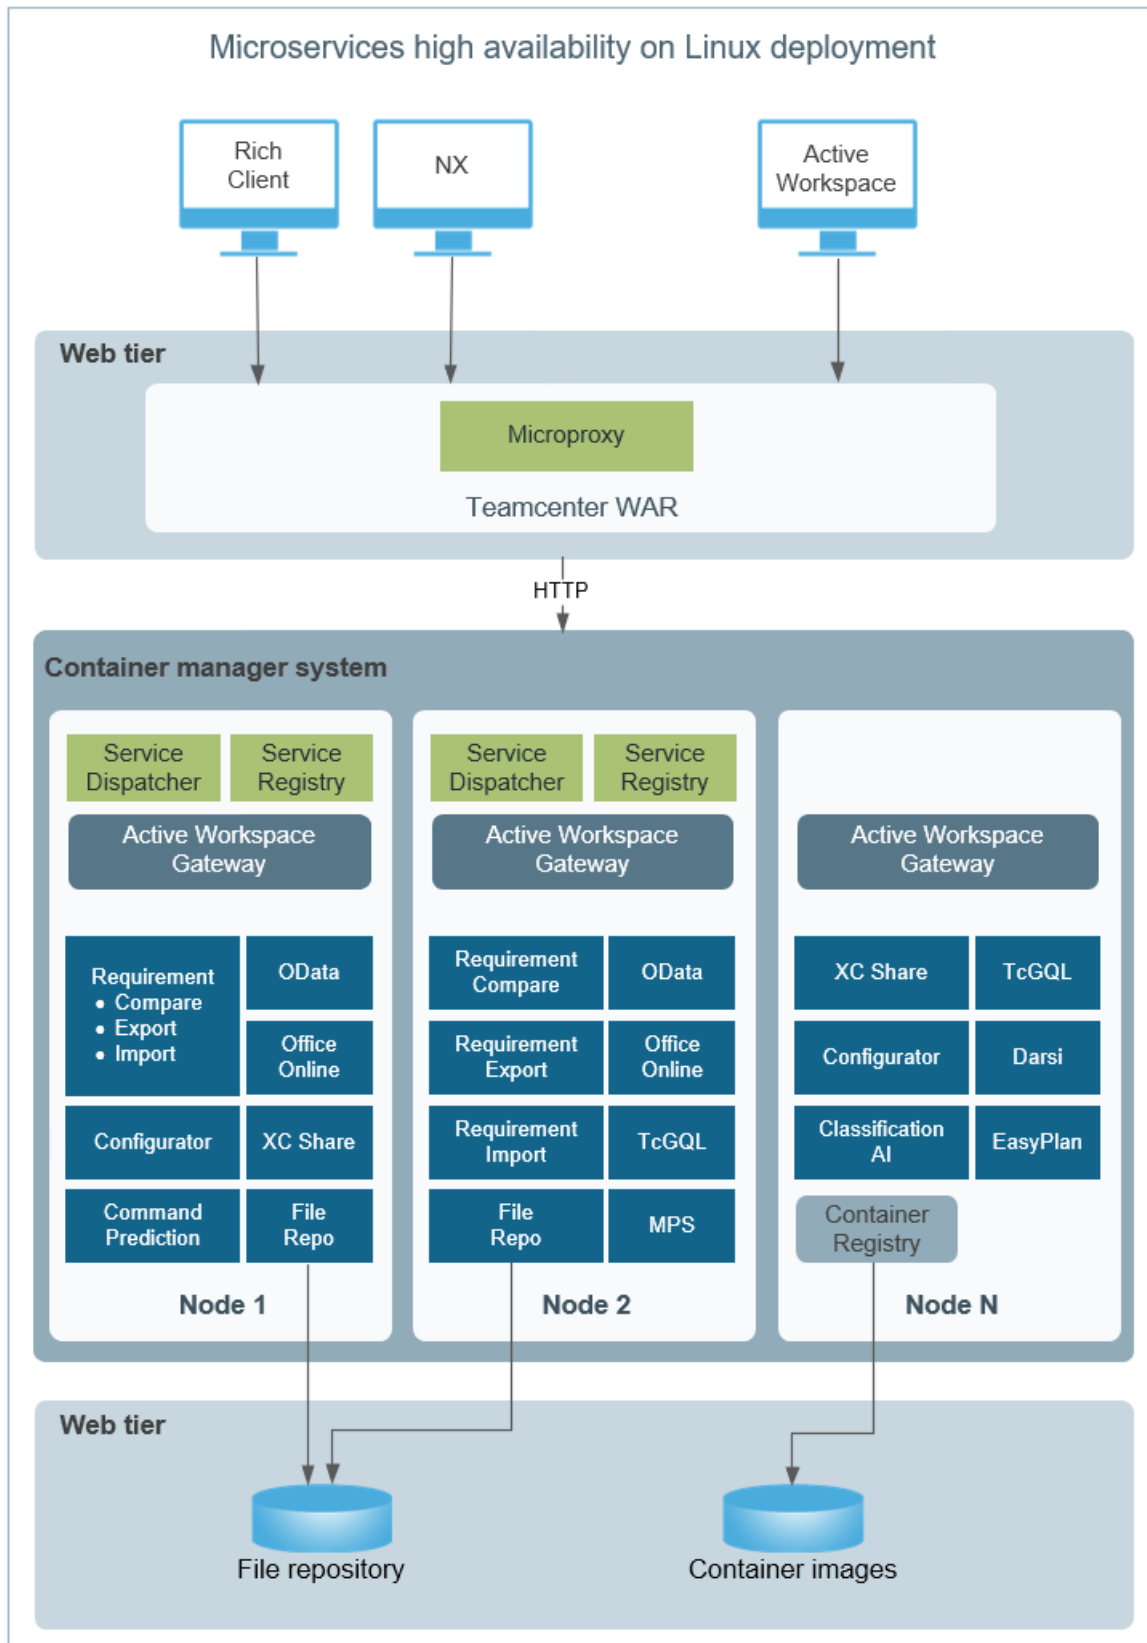 Microservices high availability on Linux deployment
Rich
Client
NX
Active
Workspace
Web tier
Microproxy
Teamcenter WAR
HTTP
Container manager system
Service
Dispatcher
Service
Registry
Active Workspace
Gateway
Requirement
• Compare
• Export
• Import
OData
Office
Online
Configurator
XC Share
Command
Prediction
File
Repo
Node 1
Service
Dispatcher
Service
Registry
Active Workspace
Gateway
Requirement
Compare
OData
Requirement
Export
Office
Online
Requirement
Import
TcGQL
File
Repo
MPS
Node 2
Active Workspace
Gateway
XC Share
TcGQL
Configurator
Darsi
Classification
AI
EasyPlan
Container
Registry
Node N
Web tier
File repository
Container images